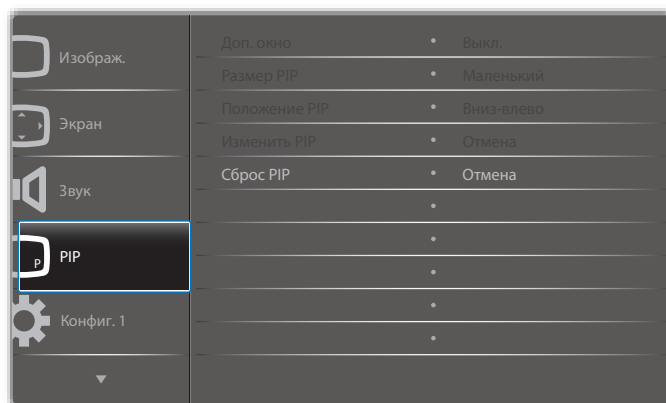 Изображ.
Экран
Звук
P
PIP
Конфиг. 1
Доп. окно • Выкл.
Размер PIP • Маленький
Положение PIP • Вниз-влево
Изменить PIP • Отмена
Сброс PIP • Отмена
•
•
•
•
•